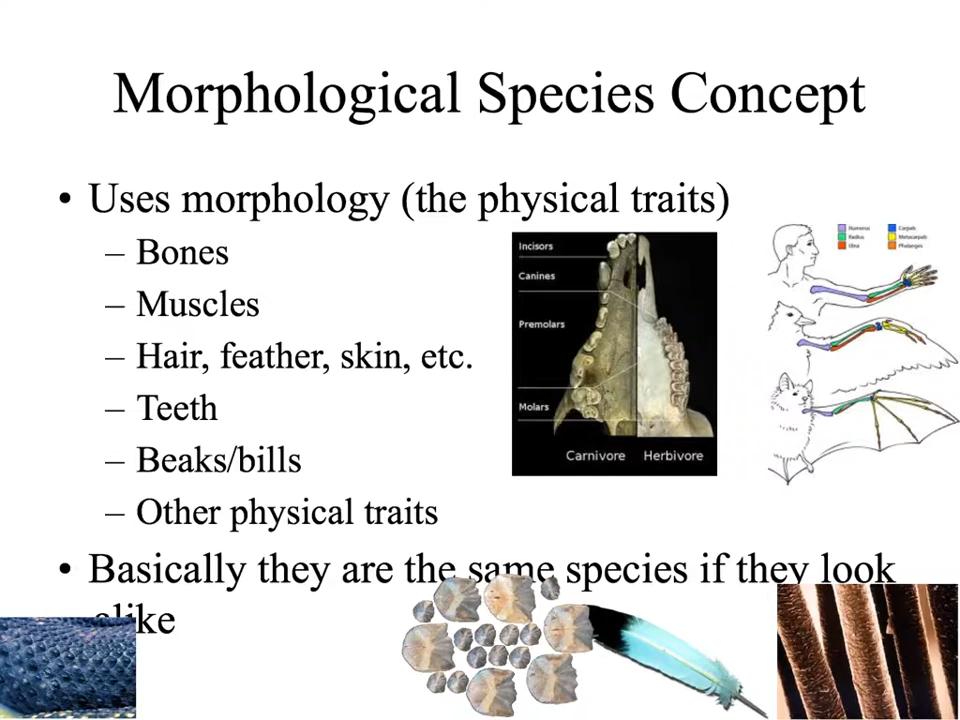 Morphological Species Concept
• Uses morphology (the physical traits)
– Bones
– Muscles
– Hair, feather, skin, etc.
– Teeth
– Beaks/bills
– Other physical traits
• Basically they are the same species if they look
alike
Incisors
Canines
Premolars
Molars
Carnivore Herbivore
Humerus Carpals
Radius Metacarpals
Ulna Phalanges